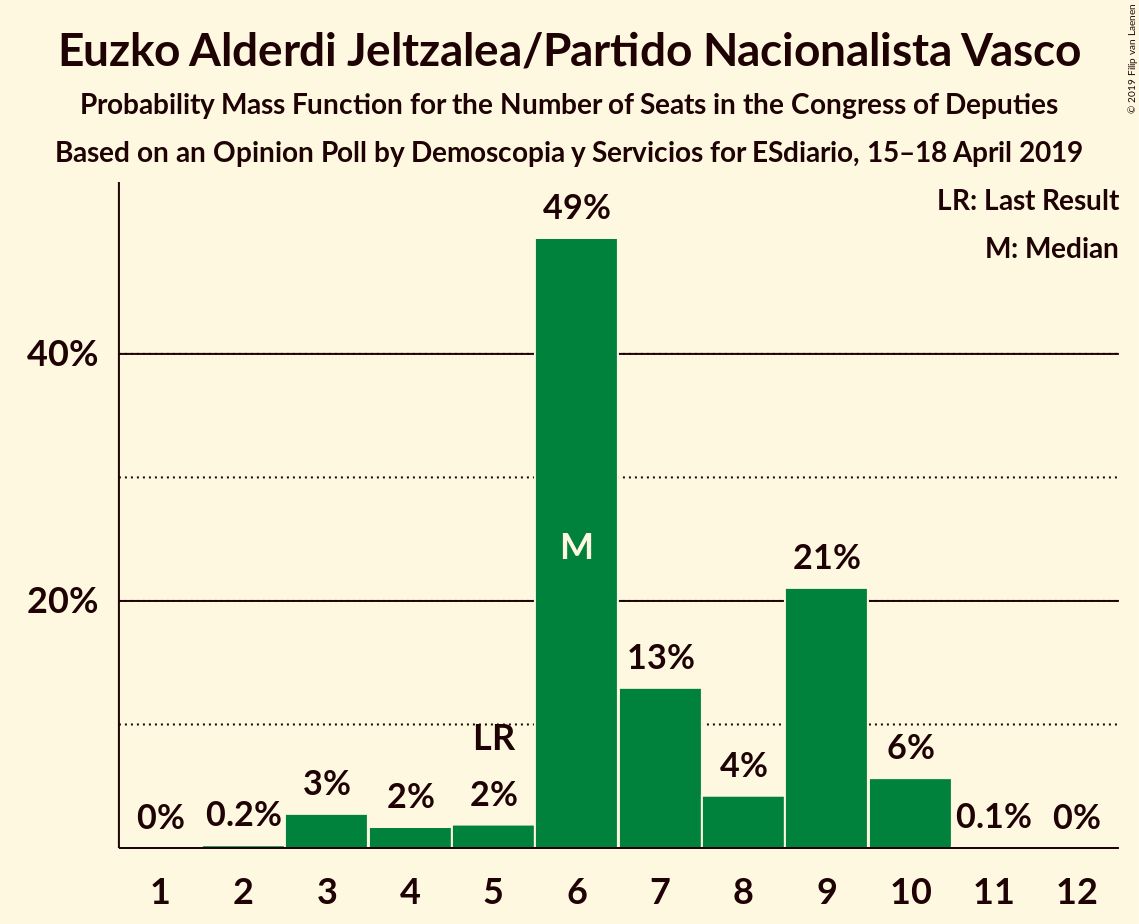 Euzko Alderdi Jeltzalea/Partido Nacionalista Vasco
Probability Mass Function for the Number of Seats in the Congress of Deputies
Based on an Opinion Poll by Demoscopia y Servicios for ESdiario, 15–18 April 2019
© 2019 Filip van Laenen
LR: Last Result
M: Median
49%
40%
M
21%
20%
13%
LR
6%
4%
3%
2%
2%
0%
0.2%
0.1%
0%
1 2 3 4 5 6 7 8 9 10 11 12